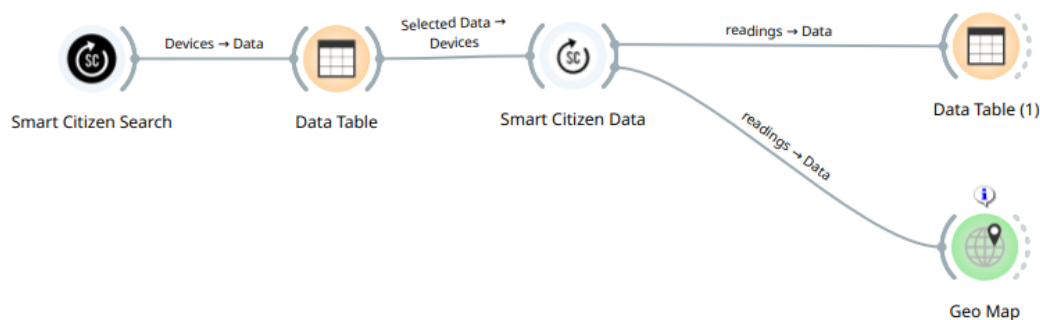 Devices → Data
Selected Data →
Devices
readings → Data
SC
SC
Smart Citizen Search
Data Table
Smart Citizen Data
Data Table (1)
readings → Data
i
Geo Map